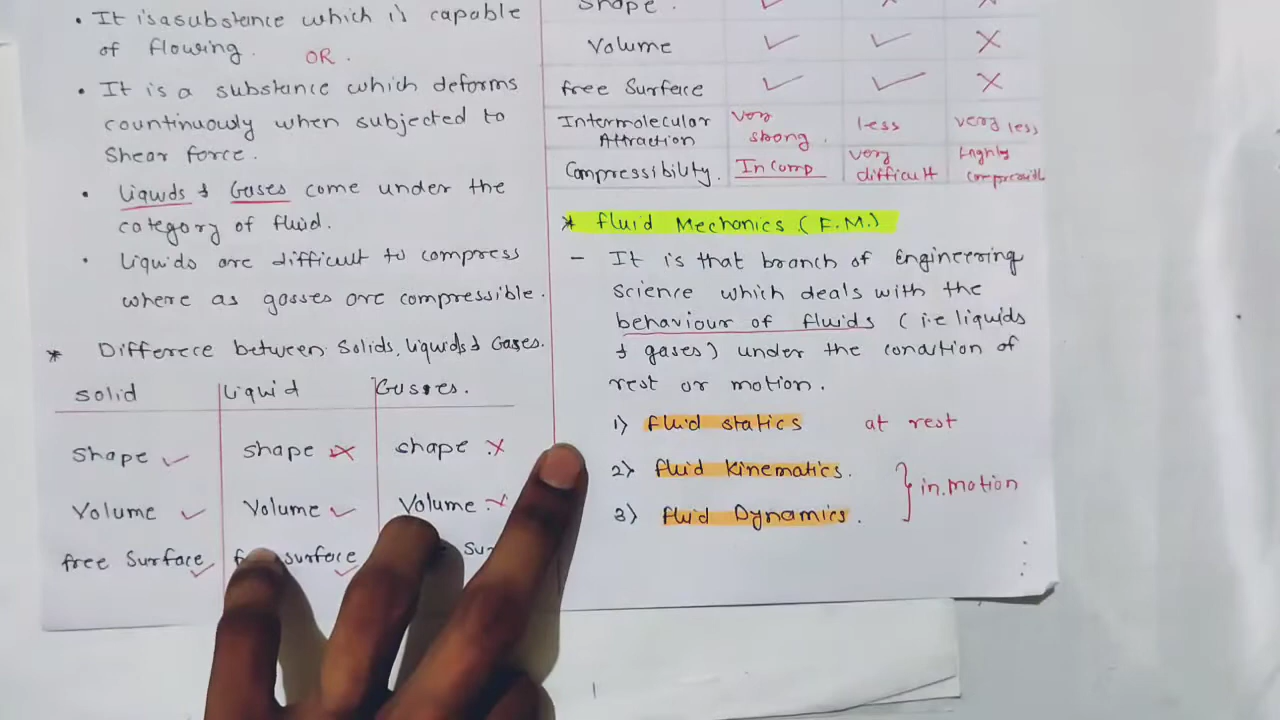 • It is a substance which is capable
of flowing. OR.
• It is a substance which deforms
countinuowly when subjected to
Shear force.
• Liquids & Gases come under the
category of fluid.
• Liquids are difficult to compress
where as gasses are compressible.
* Differece between Solids, Liquids & Gases.
Solid Liquid Gasses.
Shape ✓ shape × shape ×
Volume ✓ Volume ✓ Volume ×
free Surface ✓ surface ✓
Shape. ✓ × ×
Volume ✓ ✓ ×
free Surface ✓ ✓ ×
Intermolecular Attraction very strong. less very less
Compressibility. Incomp very difficult Highly
* Fluid Mechanics (F.M.)
- It is that branch of Engineering
science which deals with the
behaviour of fluids (i.e liquids
& gases) under the condition of
rest or motion.
1) fluid statics at rest
2) fluid Kinematics.
} in.motion
3) fluid Dynamics.